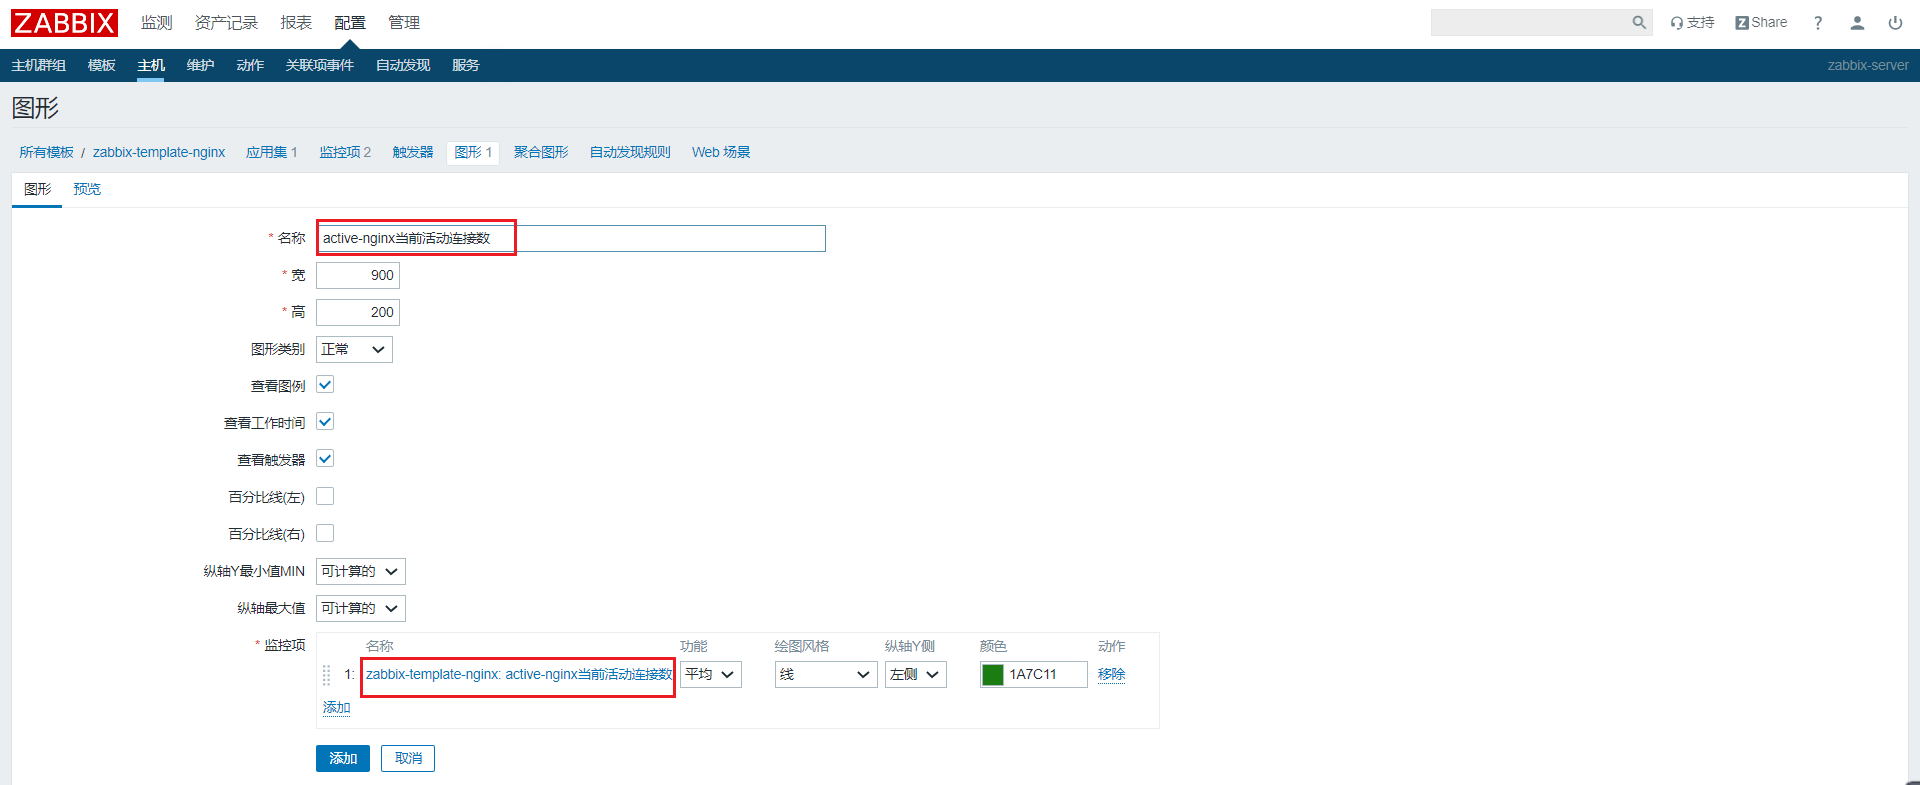 ZABBIX 监测 资产记录 报表 配置 管理 支持 Z Share ?
主机群组 模板 主机 维护 动作 关联项事件 自动发现 服务 zabbix-server
图形
所有模板 / zabbix-template-nginx 应用集 1 监控项 2 触发器 图形 1 聚合图形 自动发现规则 Web 场景
图形 预览
* 名称 active-nginx当前活动连接数
* 宽 900
* 高 200
图形类别 正常
查看图例
查看工作时间
查看触发器
百分比线(左)
百分比线(右)
纵轴Y最小值MIN 可计算的
纵轴最大值 可计算的
* 监控项 名称 功能 绘图风格 纵轴Y侧 颜色 动作
1: zabbix-template-nginx: active-nginx当前活动连接数 平均 线 左侧 1A7C11 移除
添加
添加 取消